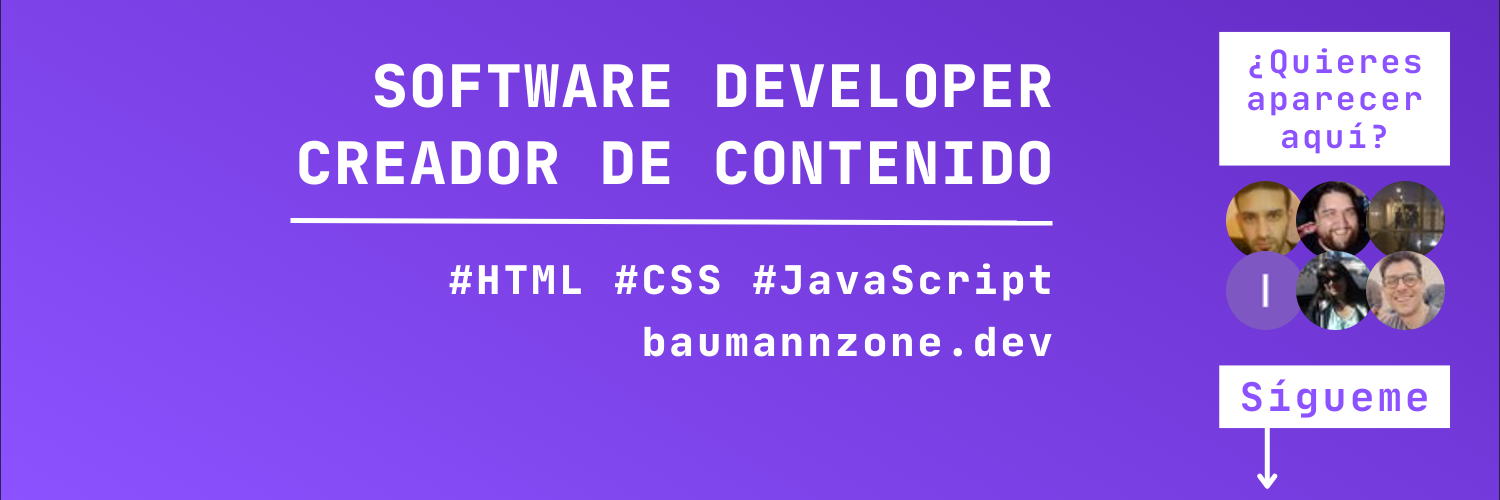 SOFTWARE DEVELOPER
CREADOR DE CONTENIDO
#HTML #CSS #JavaScript
baumannzone.dev
¿Quieres
aparecer
aquí?
I
Sígueme